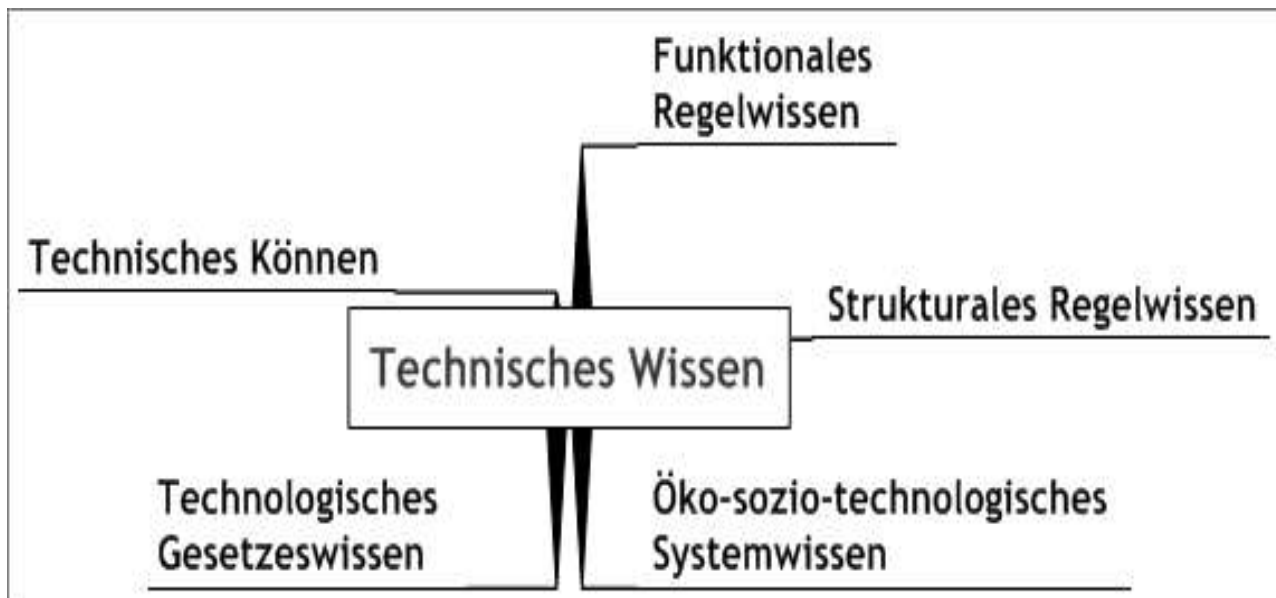 Funktionales
Regelwissen
Technisches Können
Strukturales Regelwissen
Technisches Wissen
Technologisches
Gesetzeswissen
Öko-sozio-technologisches
Systemwissen